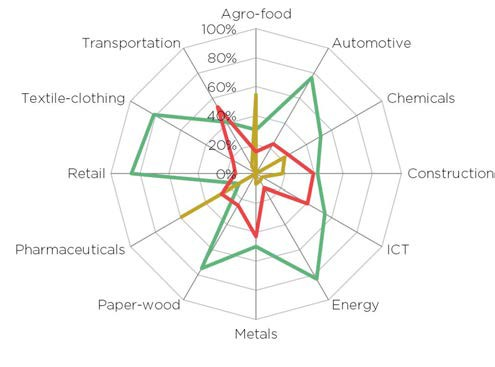 Agro-food
100%
Transportation
Automotive
80%
60%
Textile-clothing
Chemicals
40%
20%
Retail
0%
Construction
Pharmaceuticals
ICT
Paper-wood
Energy
Metals